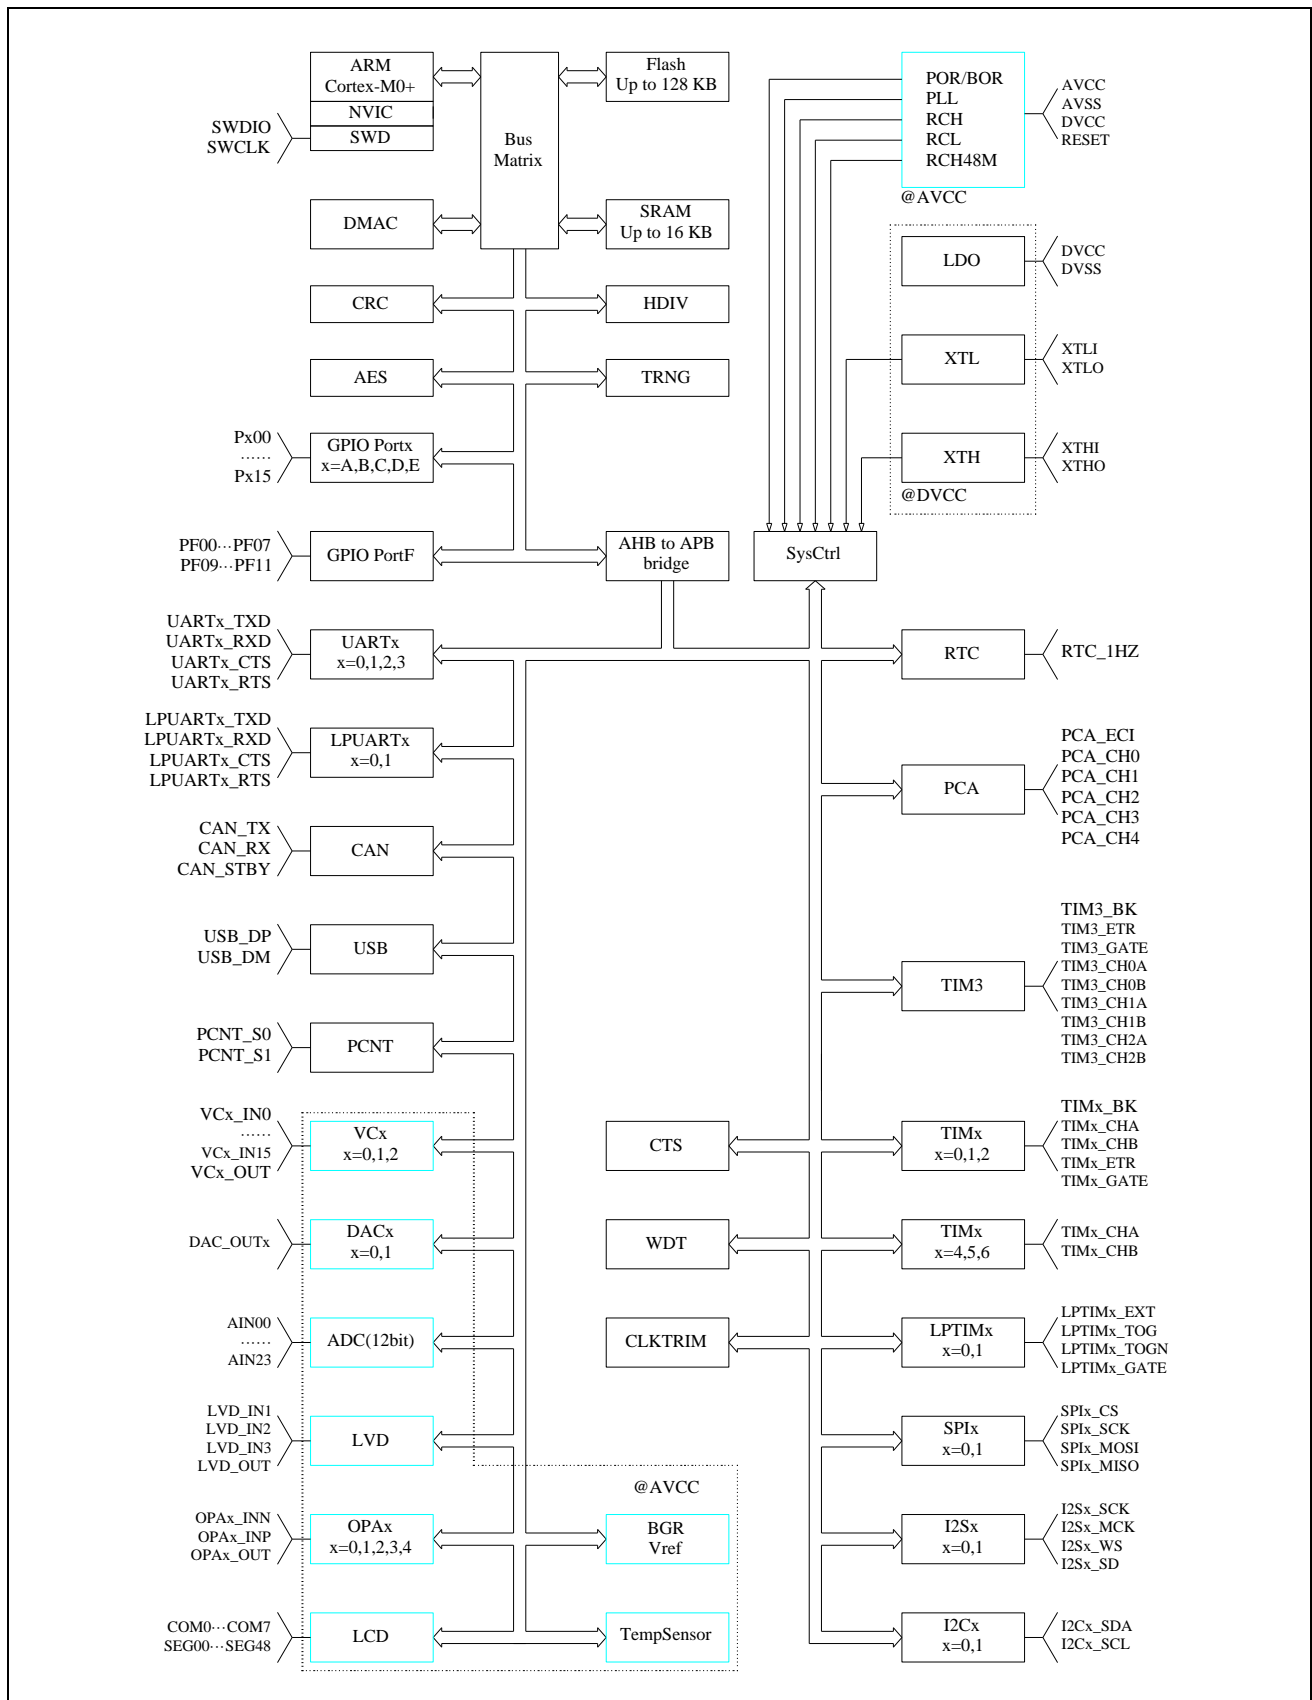 ARM
Cortex-M0+
NVIC
SWD
SWDIO
SWCLK
Bus
Matrix
Flash
Up to 128 KB
POR/BOR
PLL
RCH
RCL
RCH48M
@AVCC
AVCC
AVSS
DVCC
RESET
DMAC
SRAM
Up to 16 KB
LDO
DVCC
DVSS
CRC
HDIV
XTL
XTLI
XTLO
AES
TRNG
Px00
······
Px15
GPIO Portx
x=A,B,C,D,E
XTH
@DVCC
XTHI
XTHO
PF00···PF07
PF09···PF11
GPIO PortF
AHB to APB
bridge
SysCtrl
UARTx_TXD
UARTx_RXD
UARTx_CTS
UARTx_RTS
UARTx
x=0,1,2,3
RTC
RTC_1HZ
LPUARTx_TXD
LPUARTx_RXD
LPUARTx_CTS
LPUARTx_RTS
LPUARTx
x=0,1
PCA
PCA_ECI
PCA_CH0
PCA_CH1
PCA_CH2
PCA_CH3
PCA_CH4
CAN_TX
CAN_RX
CAN_STBY
CAN
USB_DP
USB_DM
USB
TIM3
TIM3_BK
TIM3_ETR
TIM3_GATE
TIM3_CH0A
TIM3_CH0B
TIM3_CH1A
TIM3_CH1B
TIM3_CH2A
TIM3_CH2B
PCNT_S0
PCNT_S1
PCNT
VCx_IN0
······
VCx_IN15
VCx_OUT
VCx
x=0,1,2
CTS
TIMx
x=0,1,2
TIMx_BK
TIMx_CHA
TIMx_CHB
TIMx_ETR
TIMx_GATE
DAC_OUTx
DACx
x=0,1
WDT
TIMx
x=4,5,6
TIMx_CHA
TIMx_CHB
AIN00
······
AIN23
ADC(12bit)
CLKTRIM
LPTIMx
x=0,1
LPTIMx_EXT
LPTIMx_TOG
LPTIMx_TOGN
LPTIMx_GATE
LVD_IN1
LVD_IN2
LVD_IN3
LVD_OUT
LVD
SPIx
x=0,1
SPIx_CS
SPIx_SCK
SPIx_MOSI
SPIx_MISO
@AVCC
OPAx_INN
OPAx_INP
OPAx_OUT
OPAx
x=0,1,2,3,4
BGR
Vref
I2Sx
x=0,1
I2Sx_SCK
I2Sx_MCK
I2Sx_WS
I2Sx_SD
COM0···COM7
SEG00···SEG48
LCD
TempSensor
I2Cx
x=0,1
I2Cx_SDA
I2Cx_SCL